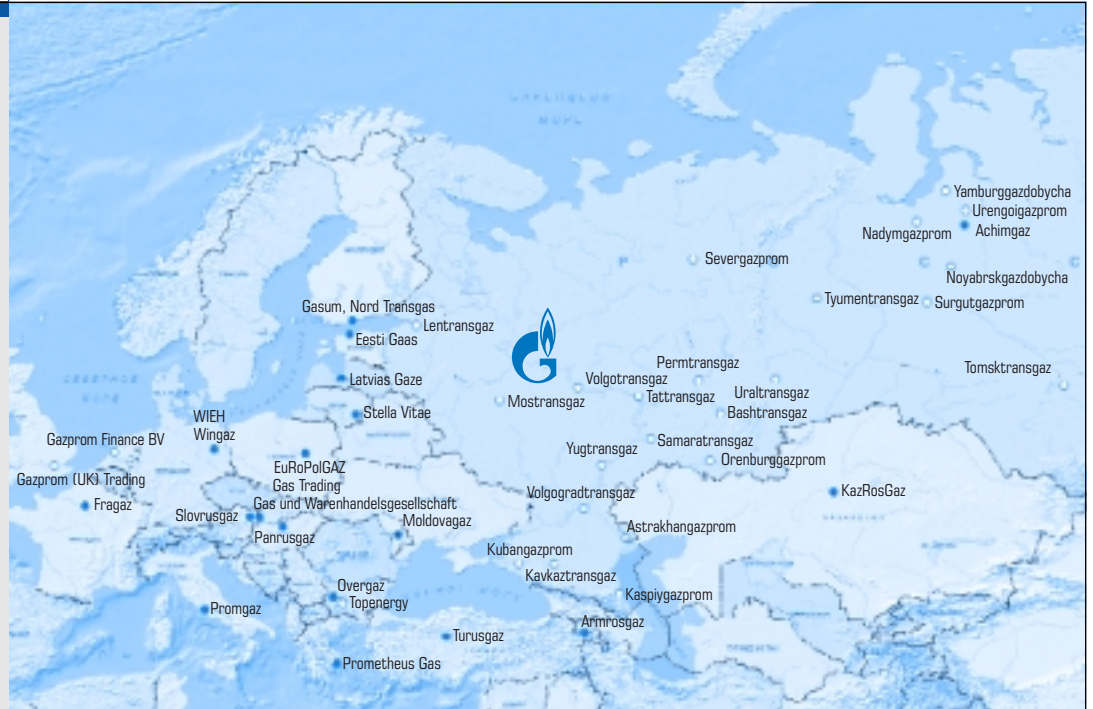 Yamburggazdobycha
Urengoigazprom
Nadymgazprom
Achimgaz
Severgazprom
Noyabrskgazdobycha
Tyumentransgaz
Surgutgazprom
Gasum, Nord Transgas
Lentransgaz
Eesti Gaas
Permtransgaz
Tomsktransgaz
Latvias Gaze
Volgotransgaz
Uraltransgaz
Mostransgaz
Tattransgaz
Stella Vitae
Bashtransgaz
WIEH
Wingaz
Gazprom Finance BV
Samaratransgaz
Yugtransgaz
EuRoPolGAZ
Gas Trading
Orenburggazprom
Gazprom (UK) Trading
Fragaz
Volgogradtransgaz
KazRosGaz
Gas und Warenhandelsgesellschaft
Slovrusgaz
Moldovagaz
Panrusgaz
Astrakhangazprom
Kubangazprom
Kavkaztransgaz
Overgaz
Topenergy
Kaspiygazprom
Promgaz
Armrosgaz
Turusgaz
Prometheus Gas